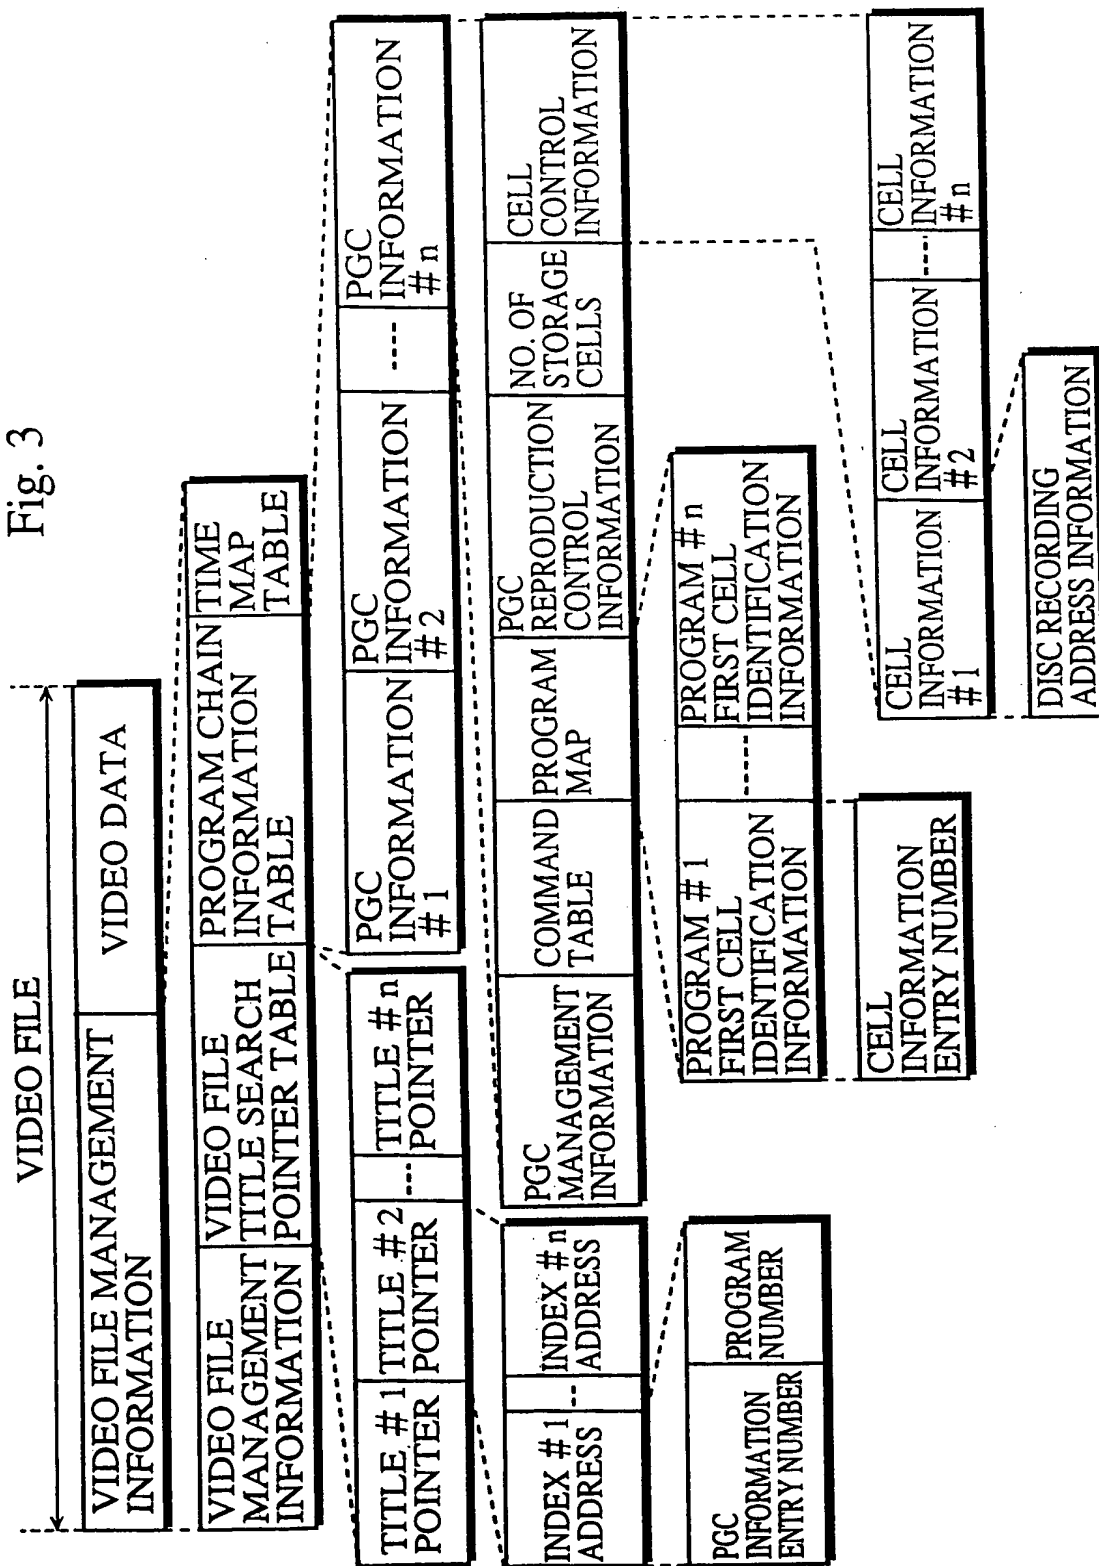 Fig. 3
VIDEO FILE
VIDEO FILE MANAGEMENT
INFORMATION
VIDEO DATA
VIDEO FILE
MANAGEMENT
INFORMATION
VIDEO FILE
TITLE SEARCH
POINTER TABLE
PROGRAM CHAIN
INFORMATION
TABLE
TIME
MAP
TABLE
TITLE #1
POINTER
TITLE #2
POINTER
TITLE #n
POINTER
PGC
INFORMATION
#1
PGC
INFORMATION
#2
PGC
INFORMATION
#n
INDEX #1
ADDRESS
INDEX #n
ADDRESS
PGC
MANAGEMENT
INFORMATION
COMMAND
TABLE
PROGRAM
MAP
PGC
REPRODUCTION
CONTROL
INFORMATION
NO. OF
STORAGE
CELLS
CELL
CONTROL
INFORMATION
PGC
INFORMATION
ENTRY NUMBER
PROGRAM
NUMBER
PROGRAM #1
FIRST CELL
IDENTIFICATION
INFORMATION
PROGRAM #n
FIRST CELL
IDENTIFICATION
INFORMATION
CELL
INFORMATION
ENTRY NUMBER
CELL
INFORMATION
#1
CELL
INFORMATION
#2
CELL
INFORMATION
#n
DISC RECORDING
ADDRESS INFORMATION